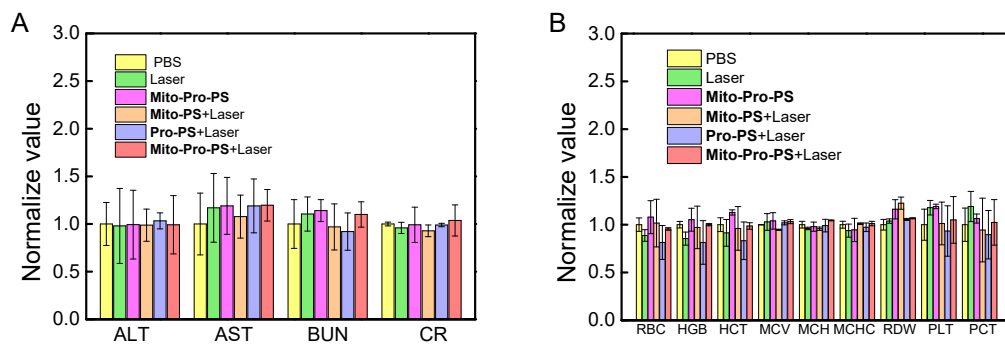 A
Normalize value
3.0
2.5
2.0
1.5
1.0
0.5
0.0
PBS
Laser
Mito-Pro-PS
Mito-PS+Laser
Pro-PS+Laser
Mito-Pro-PS+Laser
ALT AST BUN CR
B
Normalize value
3.0
2.5
2.0
1.5
1.0
0.5
0.0
PBS
Laser
Mito-Pro-PS
Mito-PS+Laser
Pro-PS+Laser
Mito-Pro-PS+Laser
RBC HGB HCT MCV MCH MCHC RDW PLT PCT